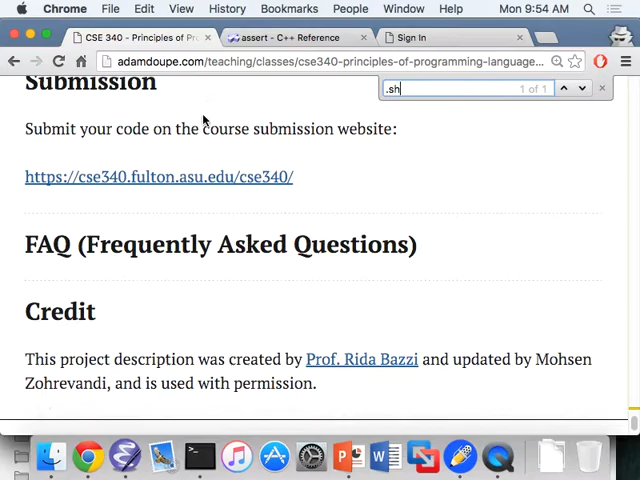 Chrome File Edit View History Bookmarks People Window Help Mon 9:54 AM
CSE 340 - Principles of Pr
assert - C++ Reference
Sign In
adamdoupe.com/teaching/classes/cse340-principles-of-programming-language...
.sh 1 of 1
Submission
Submit your code on the course submission website:
https://cse340.fulton.asu.edu/cse340/
FAQ (Frequently Asked Questions)
Credit
This project description was created by Prof. Rida Bazzi and updated by Mohsen
Zohrevandi, and is used with permission.